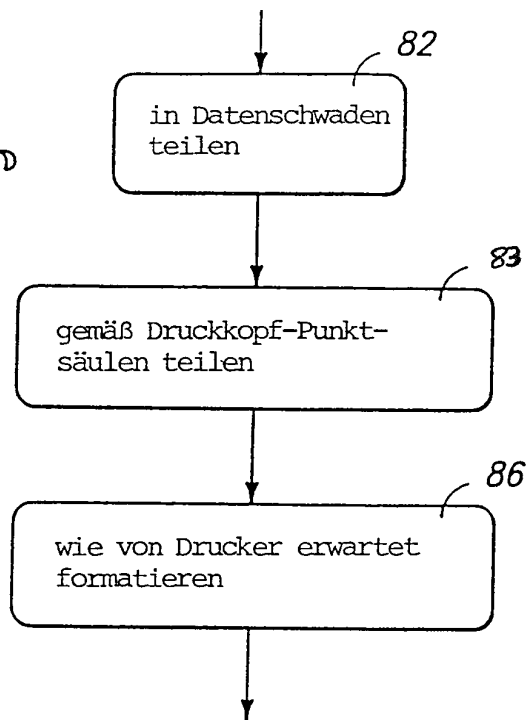 82
in Datenschwaden
teilen
83
gemäß Druckkopf-Punkt-
säulen teilen
86
wie von Drucker erwartet
formatieren